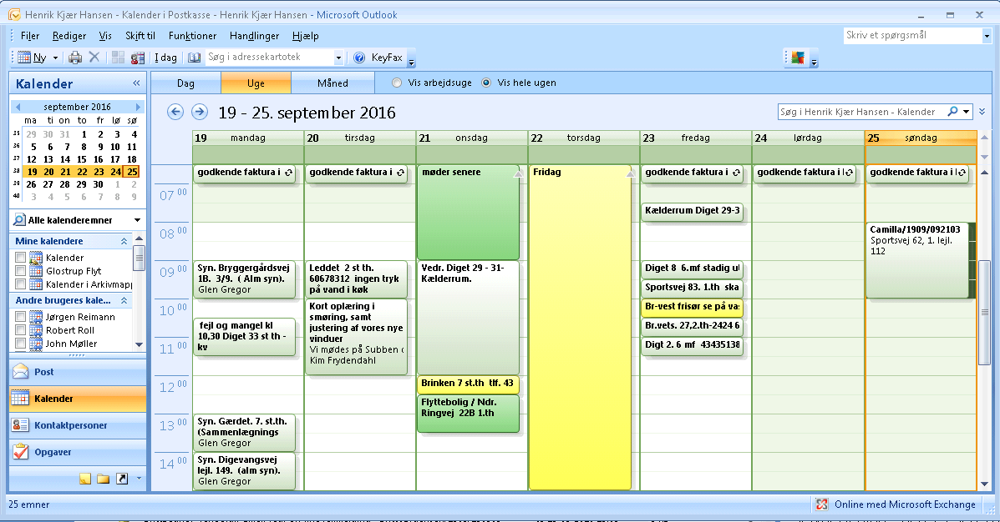 Henrik Kjær Hansen - Kalender i Postkasse - Henrik Kjær Hansen - Microsoft Outlook
Filer Rediger Vis Skift til Funktioner Handlinger Hjælp
Skriv et spørgsmål
Ny I dag Søg i adressekartotek KeyFax
Kalender «
september 2016
ma ti on to fr lø sø
35 29 30 31 1 2 3 4
36 5 6 7 8 9 10 11
37 12 13 14 15 16 17 18
38 19 20 21 22 23 24 25
39 26 27 28 29 30 1 2
40 3 4 5 6 7 8 9
Alle kalenderemner
Mine kalendere
Kalender
Glostrup Flyt
Kalender i Arkivmapp
Andre brugeres kale...
Jørgen Reimann
Robert Roll
John Møller
Post
Kalender
Kontaktpersoner
Opgaver
Dag Uge Måned Vis arbejdsuge Vis hele ugen
19 - 25. september 2016
Søg i Henrik Kjær Hansen - Kalender
19 mandag 20 tirsdag 21 onsdag 22 torsdag 23 fredag 24 lørdag 25 søndag
07 00
08 00
09 00
10 00
11 00
12 00
13 00
14 00
godkende faktura i
Syn. Bryggergårdsvej
1B. 3/9. ( Alm syn).
Glen Gregor
fejl og mangel kl
10,30 Diget 33 st th -
kv
Syn. Gærdet. 7. st.th.
(Sammenlægnings
Glen Gregor
Syn. Digevangsvej
lejl. 149. (alm syn).
Glen Gregor
godkende faktura i
Leddet 2 st th.
60678312 ingen tryk
på vand i køk
Kort oplæring i
smøring, samt
justering af vores nye
vinduer
Vi mødes på Subben
Kim Frydendahl
møder senere
Vedr. Diget 29 - 31-
Kælderrum.
Brinken 7 st.th tlf. 43
Flyttebolig / Ndr.
Ringvej 22B 1.th
Fridag
godkende faktura i
Kælderrum Diget 29-3
Diget 8 6.mf stadig
Sportsvej 83. 1.th ska
Br-vest frisør se på
Br.vets. 27,2.th-2424 6
Digt 2. 6 mf 43435138
godkende faktura i
godkende faktura i
Camilla/1909/092103
Sportsvej 62, 1. lejl.
112
25 emner
Online med Microsoft Exchange